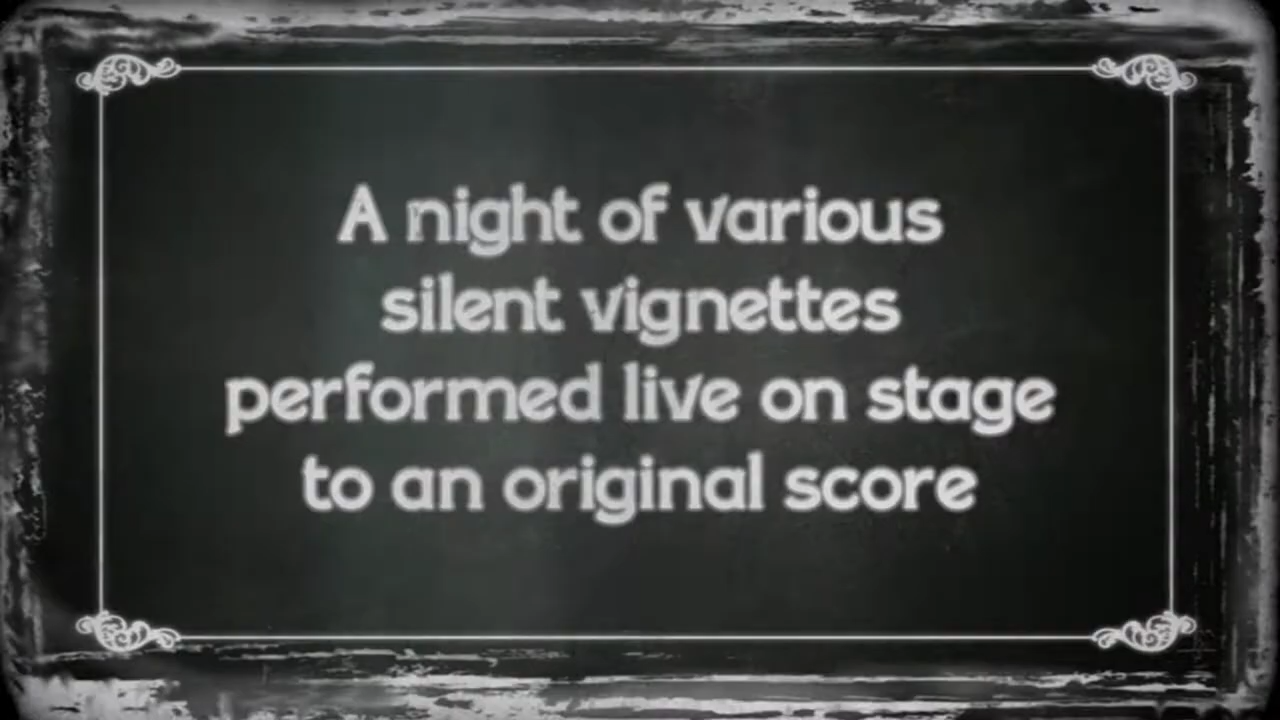 A night of various
silent vignettes
performed live on stage
to an original score